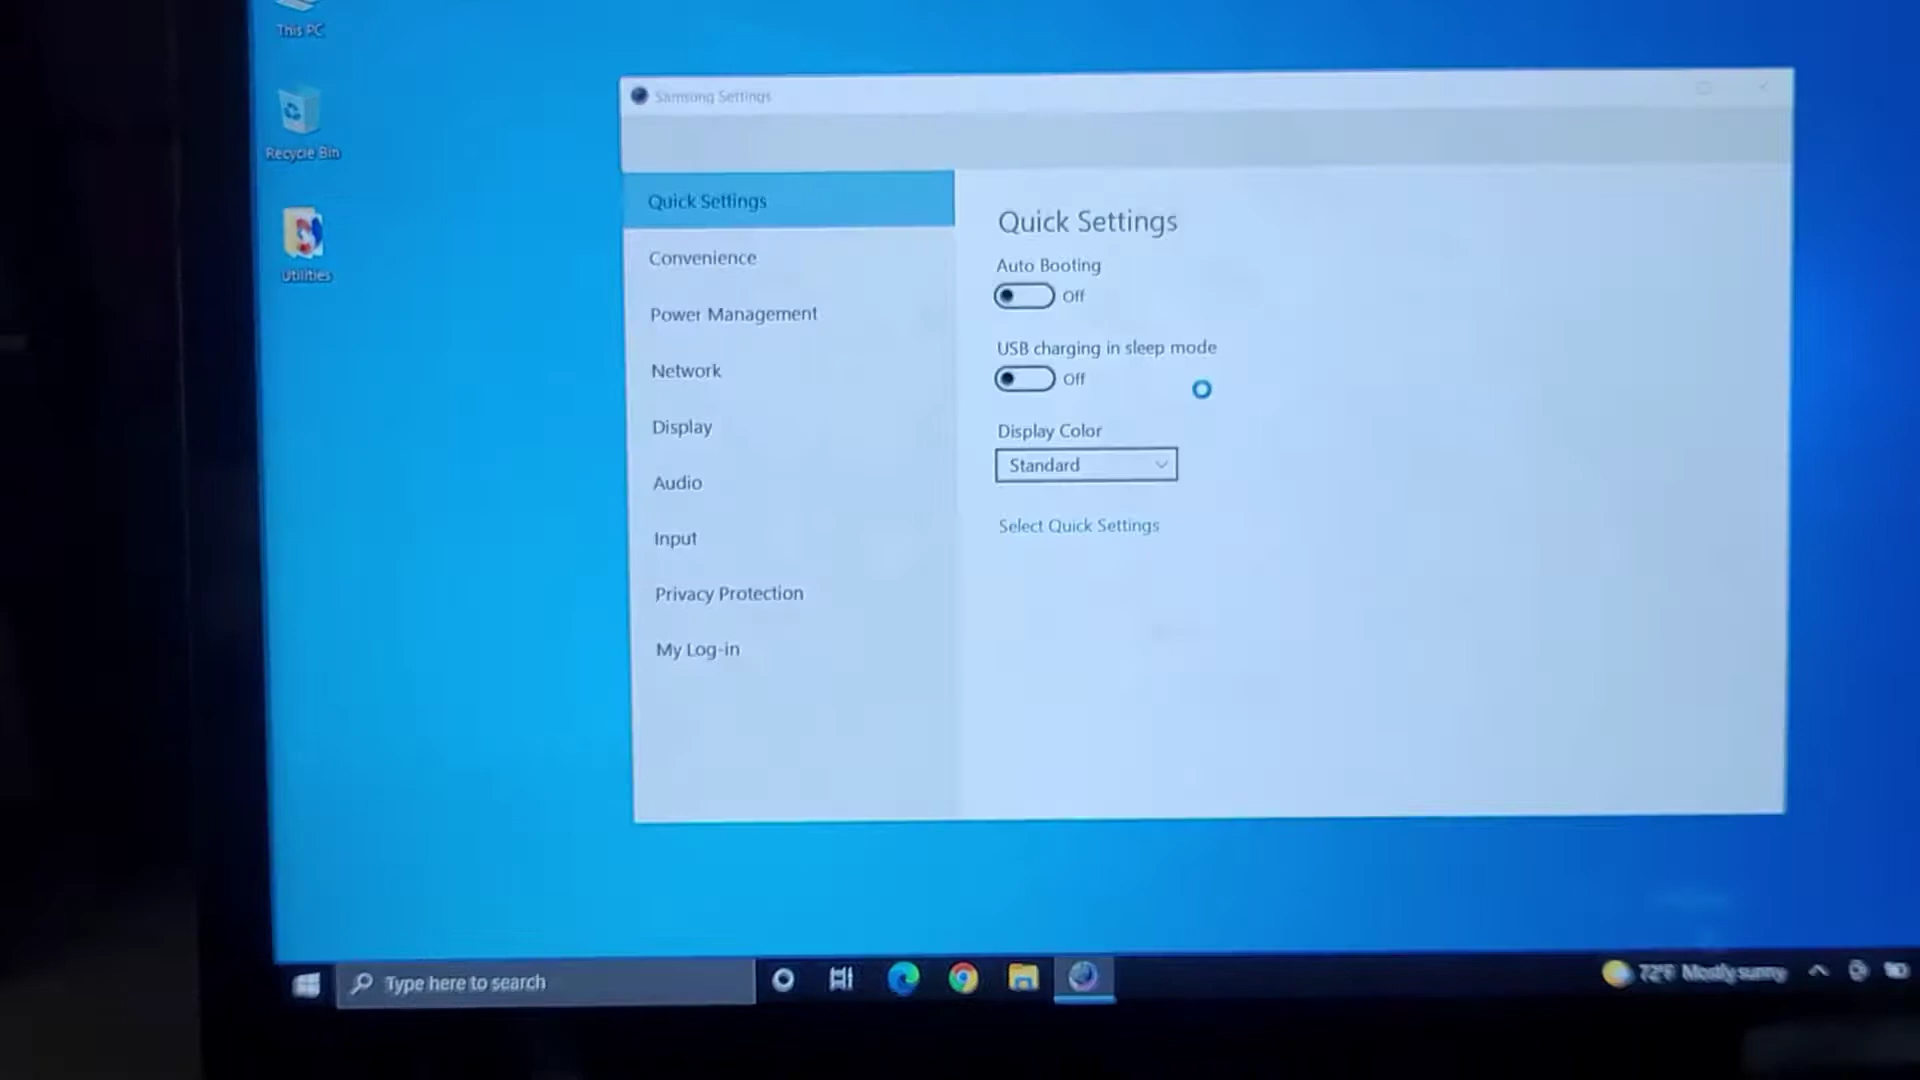 This PC
Recycle Bin
Utilities
Samsung Settings
Quick Settings
Convenience
Power Management
Network
Display
Audio
Input
Privacy Protection
My Log-in
Quick Settings
Auto Booting
Off
USB charging in sleep mode
Off
Display Color
Standard
Select Quick Settings
Type here to search
72°F Mostly sunny